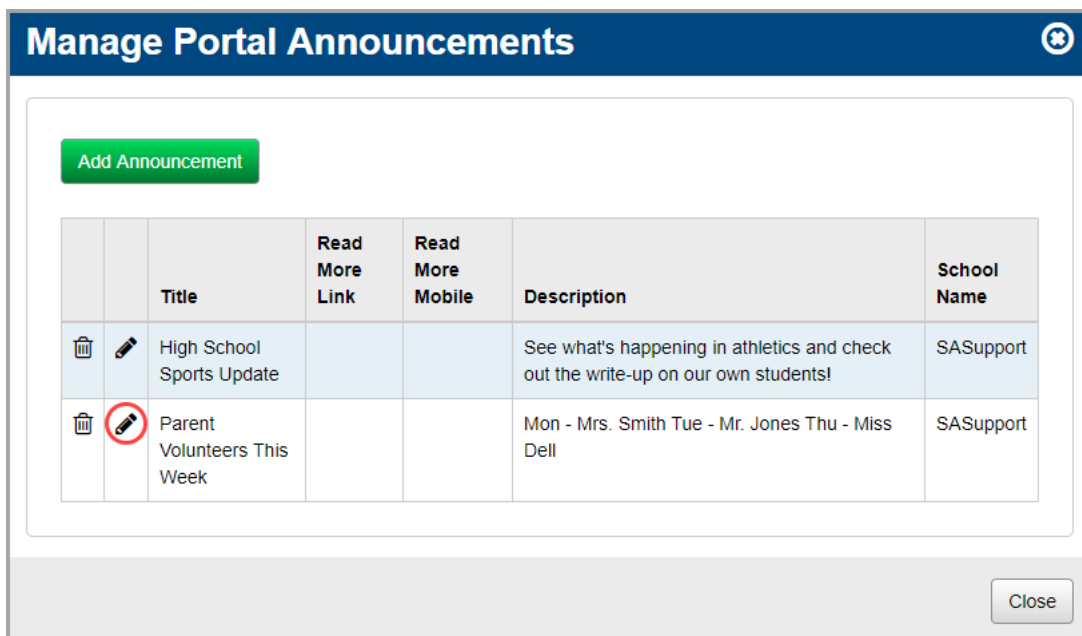 Manage Portal Announcements
Add Announcement
Title
Read
More
Link
Read
More
Mobile
Description
School
Name
High School
Sports Update
See what's happening in athletics and check
out the write-up on our own students!
SASupport
Parent
Volunteers This
Week
Mon - Mrs. Smith Tue - Mr. Jones Thu - Miss
Dell
SASupport
Close